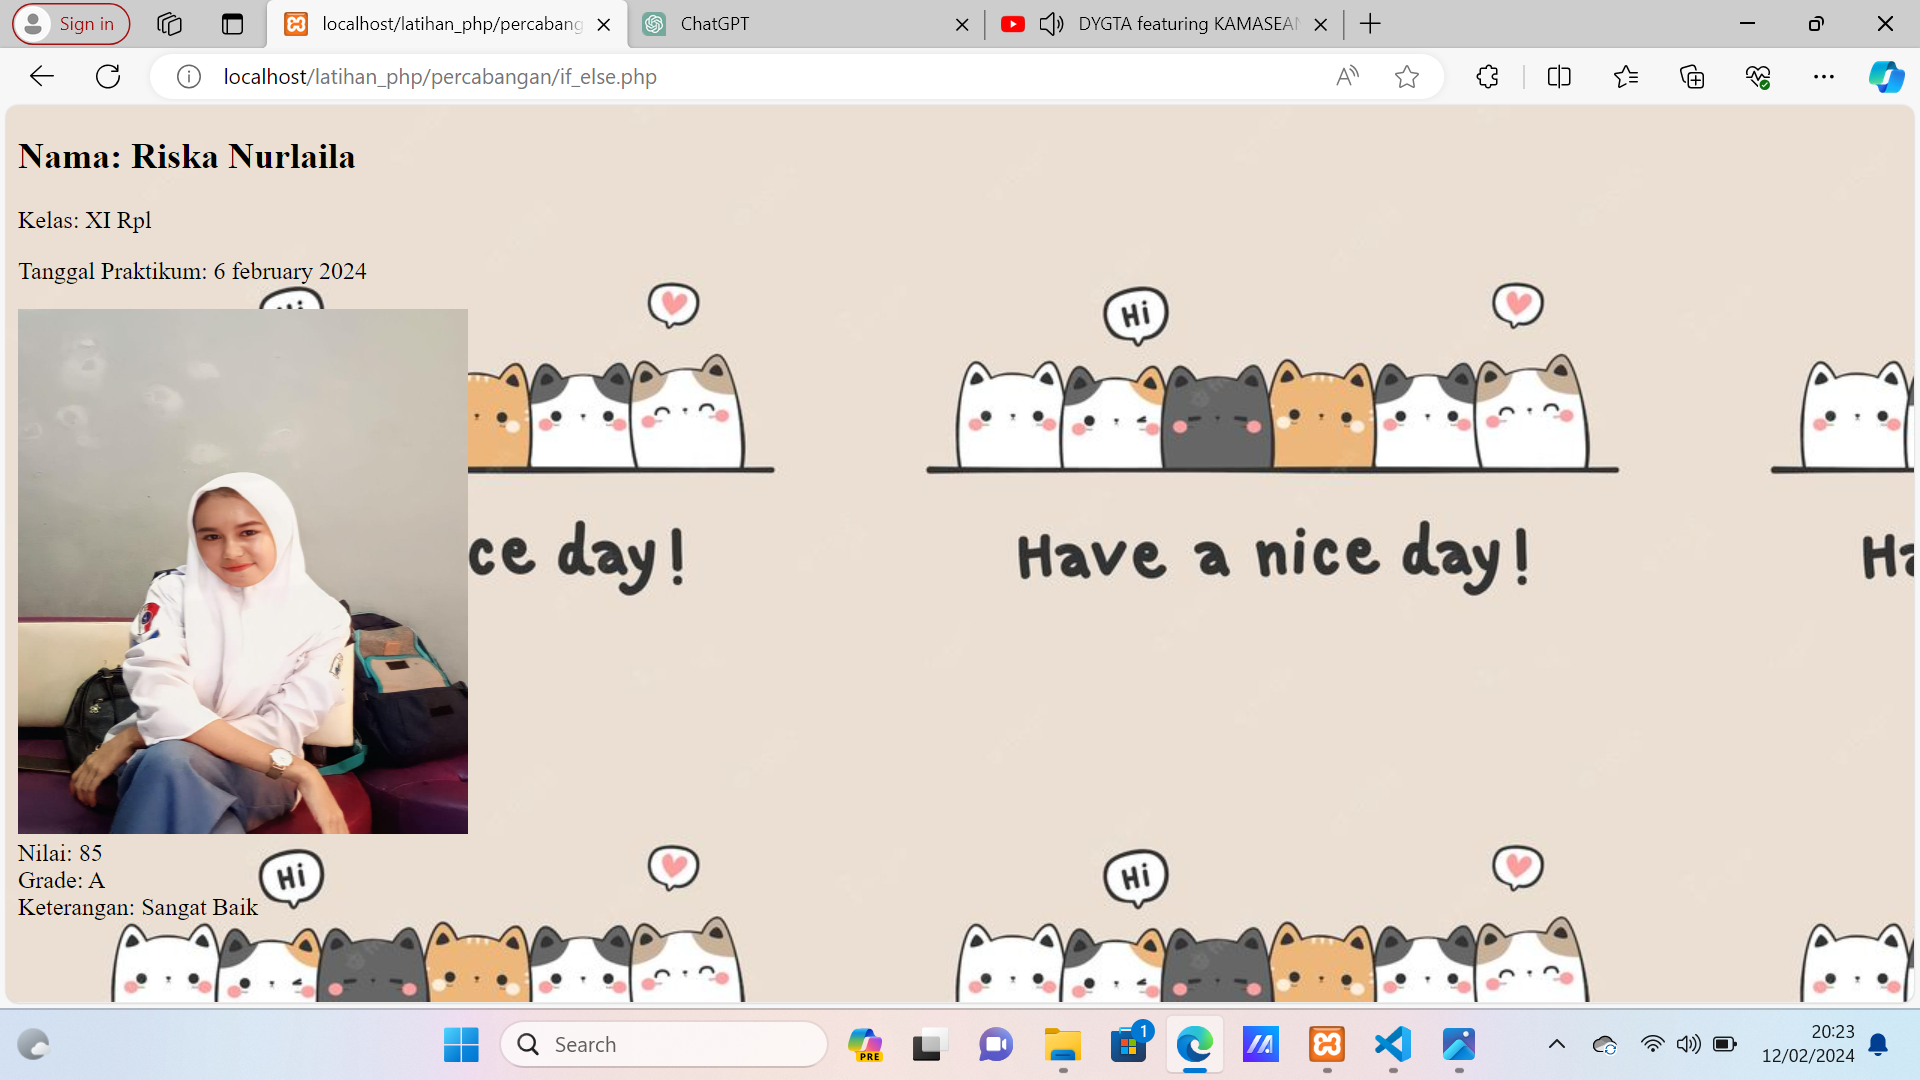 Sign in
localhost/latihan_php/percabang
ChatGPT
DYGTA featuring KAMASEAN
localhost/latihan_php/percabangan/if_else.php
Nama: Riska Nurlaila
Kelas: XI Rpl
Tanggal Praktikum: 6 february 2024
Hi
Hi
ce day!
Have a nice day!
Ha
Nilai: 85
Grade: A
Keterangan: Sangat Baik
Hi
Hi
Search
PRE
1
20:23
12/02/2024